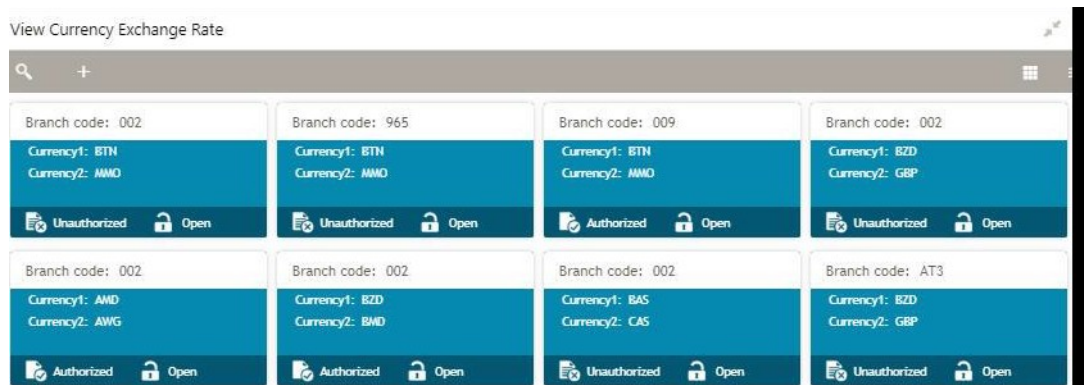 View Currency Exchange Rate
Branch code: 002
Currency1: BTN
Currency2: MMO
Unauthorized Open
Branch code: 965
Currency1: BTN
Currency2: MMO
Unauthorized Open
Branch code: 009
Currency1: BTN
Currency2: MMO
Authorized Open
Branch code: 002
Currency1: BZD
Currency2: GBP
Unauthorized Open
Branch code: 002
Currency1: AMD
Currency2: AWG
Authorized Open
Branch code: 002
Currency1: BZD
Currency2: BMD
Authorized Open
Branch code: 002
Currency1: BAS
Currency2: CAS
Unauthorized Open
Branch code: AT3
Currency1: BZD
Currency2: GBP
Unauthorized Open